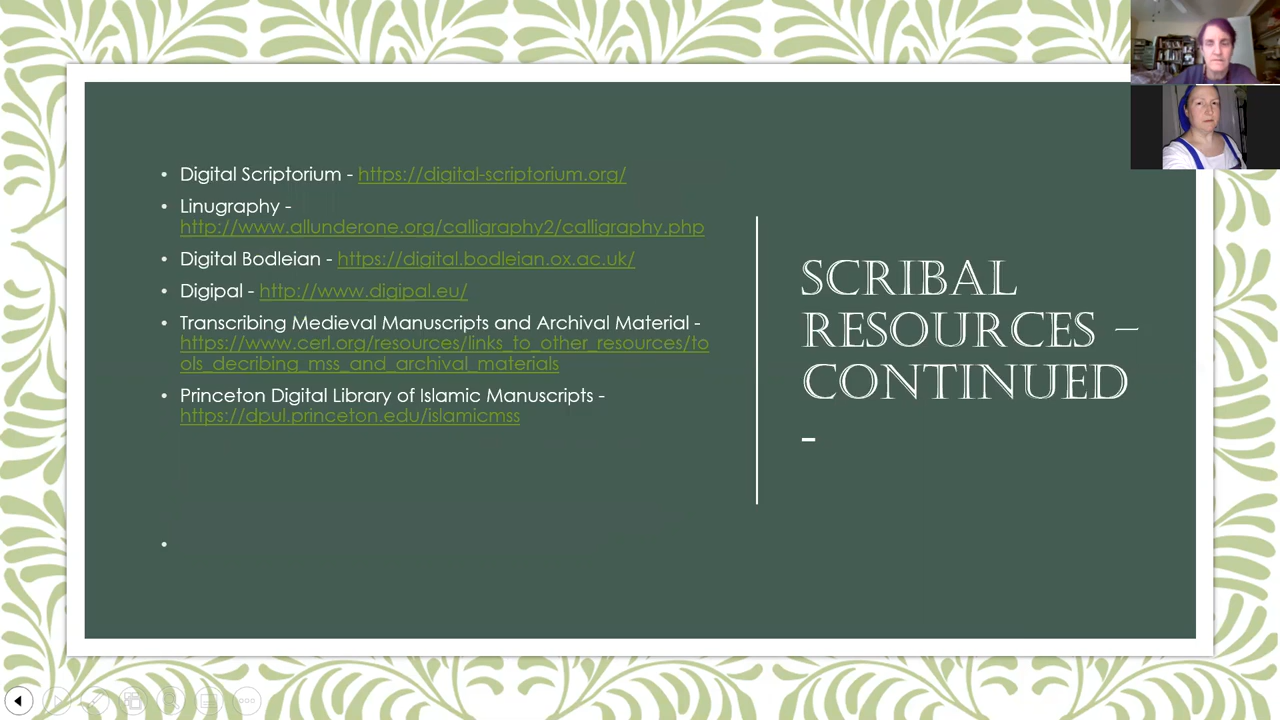 Digital Scriptorium - https://digital-scriptorium.org/
Linugraphy -
http://www.allunderone.org/calligraphy2/calligraphy.php
Digital Bodleian - https://digital.bodleian.ox.ac.uk/
Digipal - http://www.digipal.eu/
Transcribing Medieval Manuscripts and Archival Material -
https://www.cerl.org/resources/links_to_other_resources/to
ols_decribing_mss_and_archival_materials
Princeton Digital Library of Islamic Manuscripts -
https://dpul.princeton.edu/islamicmss
SCRIBAL
RESOURCES –
CONTINUED
-